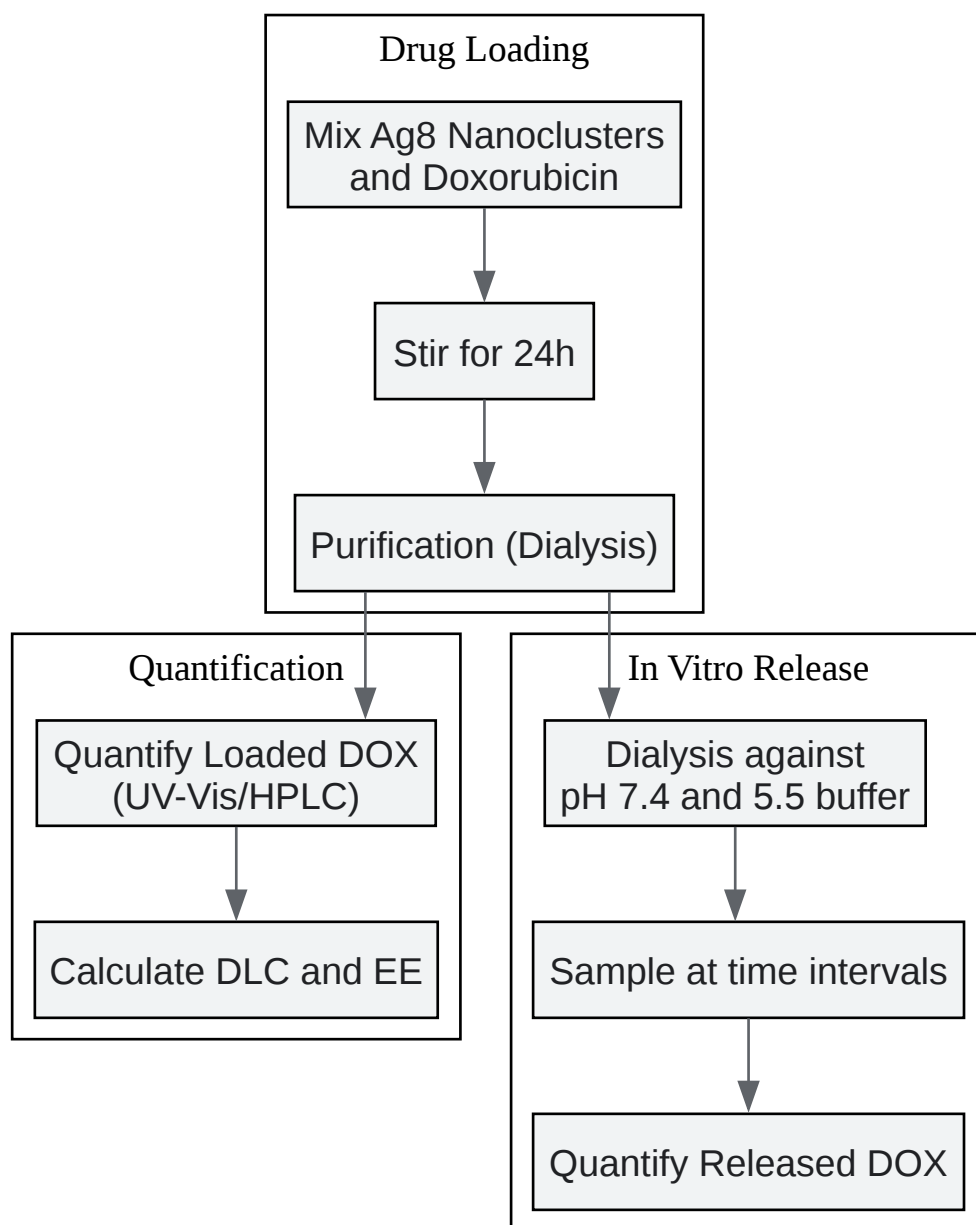 Drug Loading
Mix Ag8 Nanoclusters
and Doxorubicin
Stir for 24h
Purification (Dialysis)
Quantification
Quantify Loaded DOX
(UV-Vis/HPLC)
Calculate DLC and EE
In Vitro Release
Dialysis against
pH 7.4 and 5.5 buffer
Sample at time intervals
Quantify Released DOX